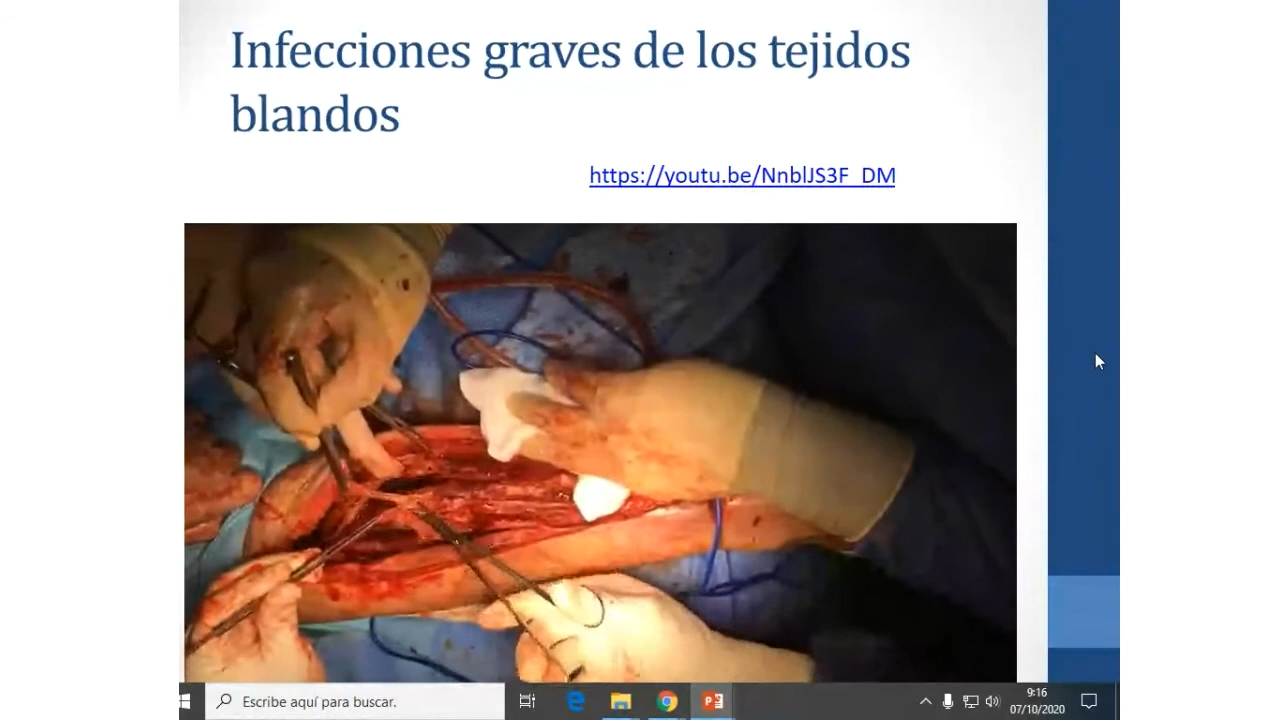 Infecciones graves de los tejidos
blandos
https://youtu.be/NnblJS3F_DM
Escribe aquí para buscar.
9:16
07/10/2020